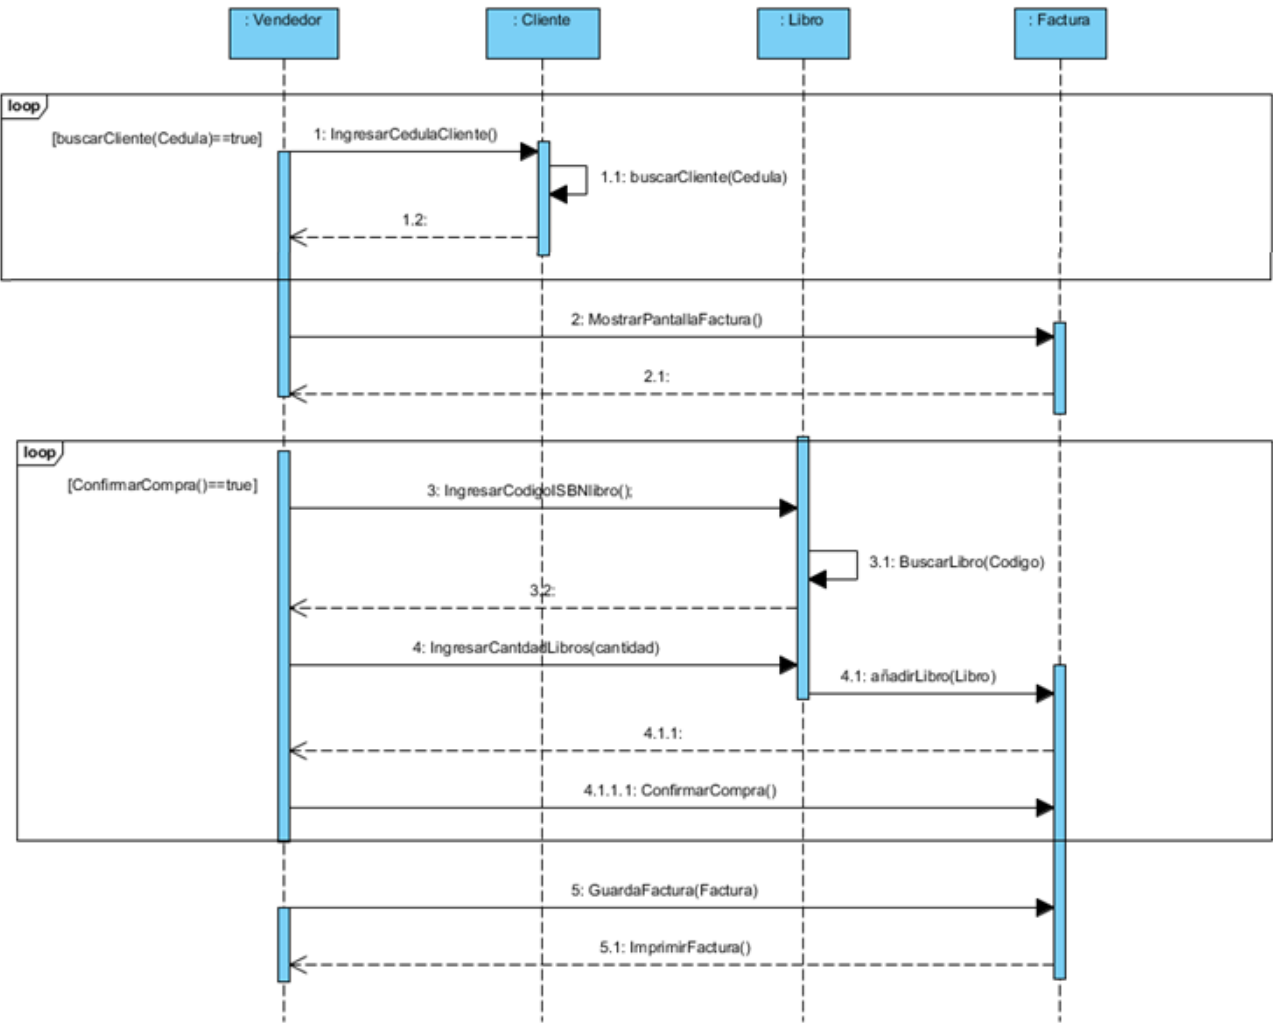 : Vendedor
: Cliente
: Libro
: Factura
loop
[buscarCliente(Cedula)==true]
1: IngresarCedulaCliente()
1.1: buscarCliente(Cedula)
1.2:
2: MostrarPantallaFactura()
2.1:
loop
[ConfirmarCompra()==true]
3: IngresarCodigoISBNlibro();
3.1: BuscarLibro(Codigo)
3.2:
4: IngresarCantdadLibros(cantidad)
4.1: añadirLibro(Libro)
4.1.1:
4.1.1.1: ConfirmarCompra()
5: GuardaFactura(Factura)
5.1: ImprimirFactura()